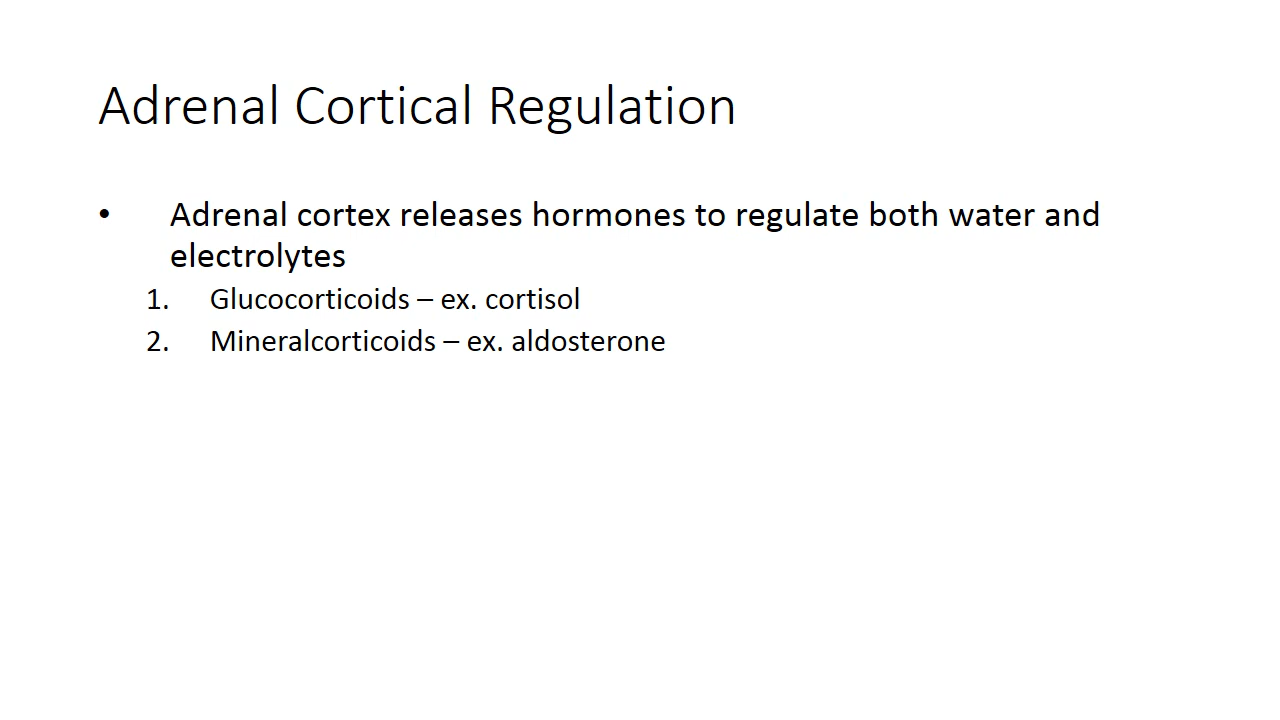 Adrenal Cortical Regulation
• Adrenal cortex releases hormones to regulate both water and
electrolytes
1. Glucocorticoids – ex. cortisol
2. Mineralcorticoids – ex. aldosterone